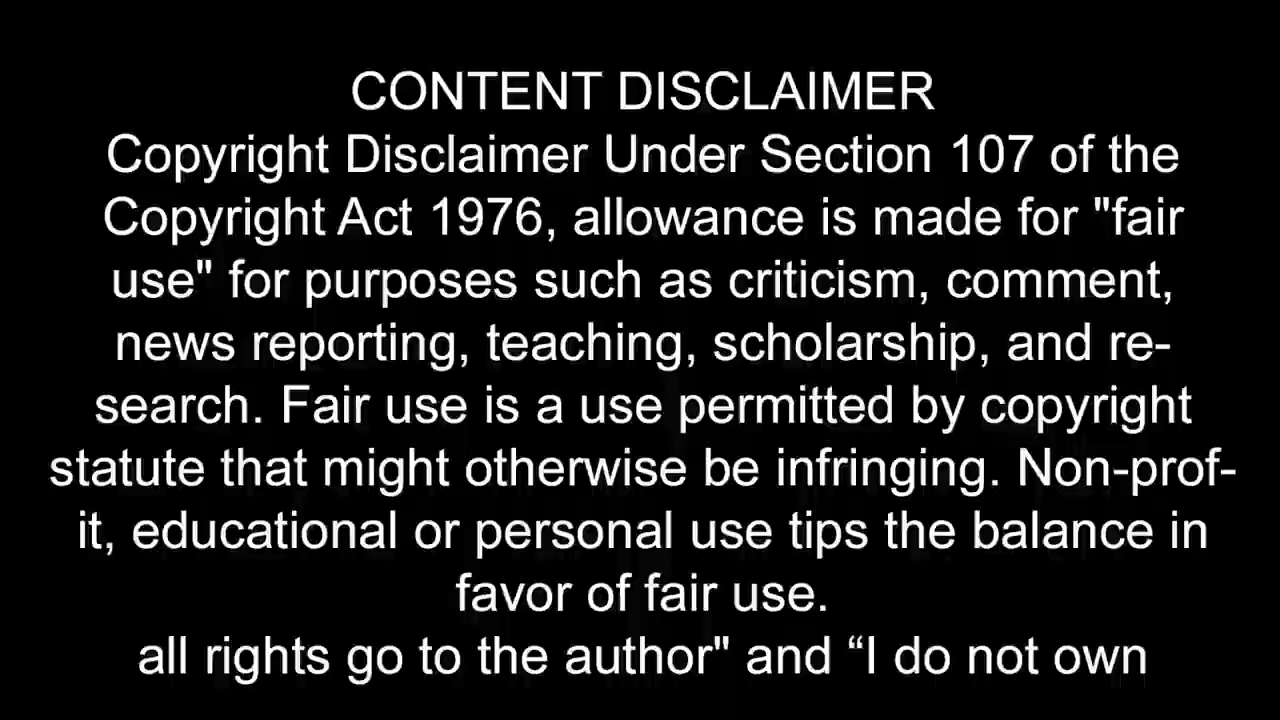 CONTENT DISCLAIMER
Copyright Disclaimer Under Section 107 of the
Copyright Act 1976, allowance is made for "fair
use" for purposes such as criticism, comment,
news reporting, teaching, scholarship, and re-
search. Fair use is a use permitted by copyright
statute that might otherwise be infringing. Non-prof-
it, educational or personal use tips the balance in
favor of fair use.
all rights go to the author" and “I do not own